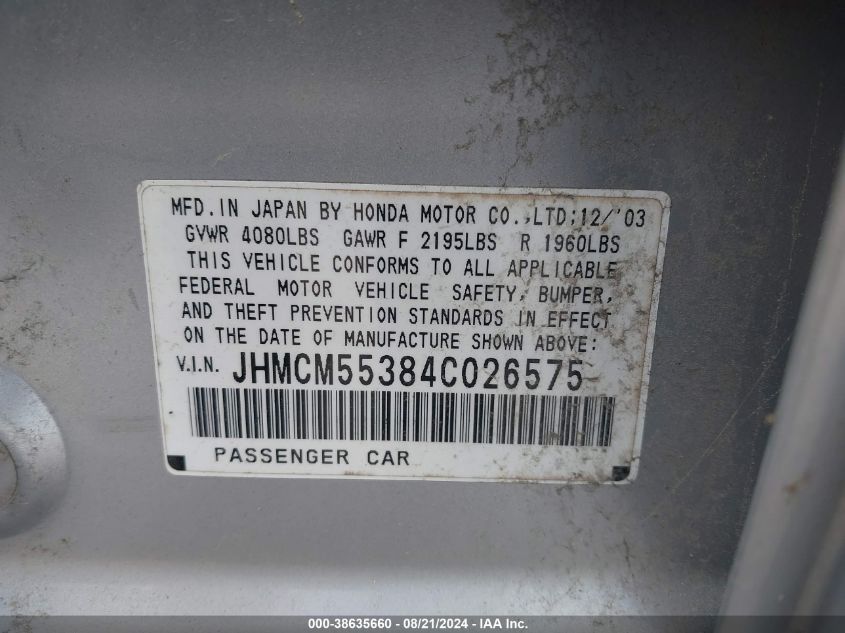 MFD. IN JAPAN BY HONDA MOTOR CO., LTD; 12/'03
GVWR 4080LBS GAWR F 2195LBS R 1960LBS
THIS VEHICLE CONFORMS TO ALL APPLICABLE
FEDERAL MOTOR VEHICLE SAFETY, BUMPER,
AND THEFT PREVENTION STANDARDS IN EFFECT
ON THE DATE OF MANUFACTURE SHOWN ABOVE:
V.I.N. JHMCM55384C026575
PASSENGER CAR
000-38635660 - 08/21/2024 - IAA Inc.